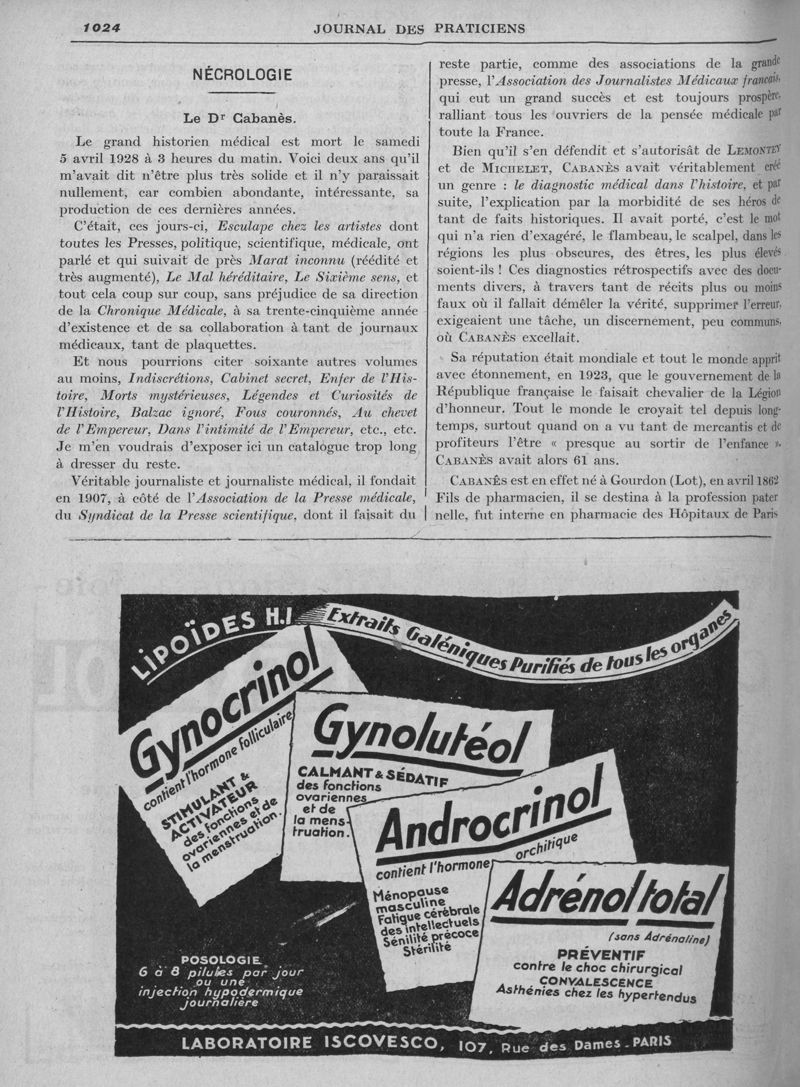 1024
JOURNAL DES PRATICIENS
NÉCROLOGIE
Le Dr Cabanès.
Le grand historien médical est mort le samedi
5 avril 1928 à 3 heures du matin. Voici deux ans qu'il
m'avait dit n'être plus très solide et il n'y paraissait
nullement, car combien abondante, intéressante, sa
production de ces dernières années.
C'était, ces jours-ci, Esculape chez les artistes dont
toutes les Presses, politique, scientifique, médicale, ont
parlé et qui suivait de près Marat inconnu (réédité et
très augmenté), Le Mal héréditaire, Le Sixième sens, et
tout cela coup sur coup, sans préjudice de sa direction
de la Chronique Médicale, à sa trente-cinquième année
d'existence et de sa collaboration à tant de journaux
médicaux, tant de plaquettes.
Et nous pourrions citer soixante autres volumes
au moins, Indiscrétions, Cabinet secret, Enfer de l'His-
toire, Morts mystérieuses, Légendes et Curiosités de
l'Histoire, Balzac ignoré, Fous couronnés, Au chevet
de l'Empereur, Dans l'intimité de l'Empereur, etc., etc.
Je m'en voudrais d'exposer ici un catalogue trop long
à dresser du reste.
Véritable journaliste et journaliste médical, il fondait
en 1907, à côté de l'Association de la Presse médicale,
du Syndicat de la Presse scientifique, dont il faisait du
reste partie, comme des associations de la grande
presse, l'Association des Journalistes Médicaux francais,
qui eut un grand succès et est toujours prospère,
ralliant tous les ouvriers de la pensée médicale par
toute la France.
Bien qu'il s'en défendit et s'autorisât de LEMONTEY
et de MICHELET, CABANÈS avait véritablement créé
un genre : le diagnostic médical dans l'histoire, et par
suite, l'explication par la morbidité de ses héros de
tant de faits historiques. Il avait porté, c'est le mot
qui n'a rien d'exagéré, le flambeau, le scalpel, dans les
régions les plus obscures, des êtres, les plus élevés
soient-ils ! Ces diagnostics rétrospectifs avec des docu-
ments divers, à travers tant de récits plus ou moins
faux où il fallait démêler la vérité, supprimer l'erreur,
exigeaient une tâche, un discernement, peu communs,
où CABANÈS excellait.
Sa réputation était mondiale et tout le monde apprit
avec étonnement, en 1923, que le gouvernement de la
République française le faisait chevalier de la Légion
d'honneur. Tout le monde le croyait tel depuis long-
temps, surtout quand on a vu tant de mercantis et de
profiteurs l'être « presque au sortir de l'enfance ».
CABANÈS avait alors 61 ans.
CABANÈS est en effet né à Gourdon (Lot), en avril 1862
Fils de pharmacien, il se destina à la profession pater
nelle, fut interne en pharmacie des Hôpitaux de Paris
LIPOÏDES H.I
Extraits Galéniques Purifiés de tous les organes
Gynocrinol
contient l'hormone folliculaire
STIMULANT &
ACTIVATEUR
des fonctions
ovariennes et de
la menstruation.
Gynolutéol
CALMANT & SÉDATIF
des fonctions
ovariennes
et de
la mens-
truation.
Androcrinol
contient l'hormone
orchitique
Ménopause
masculine
Fatigue cérébrale
des intellectuels
Sénilité précoce
Stérilité
Adrénol total
(sans Adrénaline)
PRÉVENTIF
contre le choc chirurgical
CONVALESCENCE
Asthénies chez les hypertendus
POSOLOGIE
6 à 8 pilules par jour
ou une
injection hypodermique
journalière
LABORATOIRE ISCOVESCO, 107, Rue des Dames - PARIS